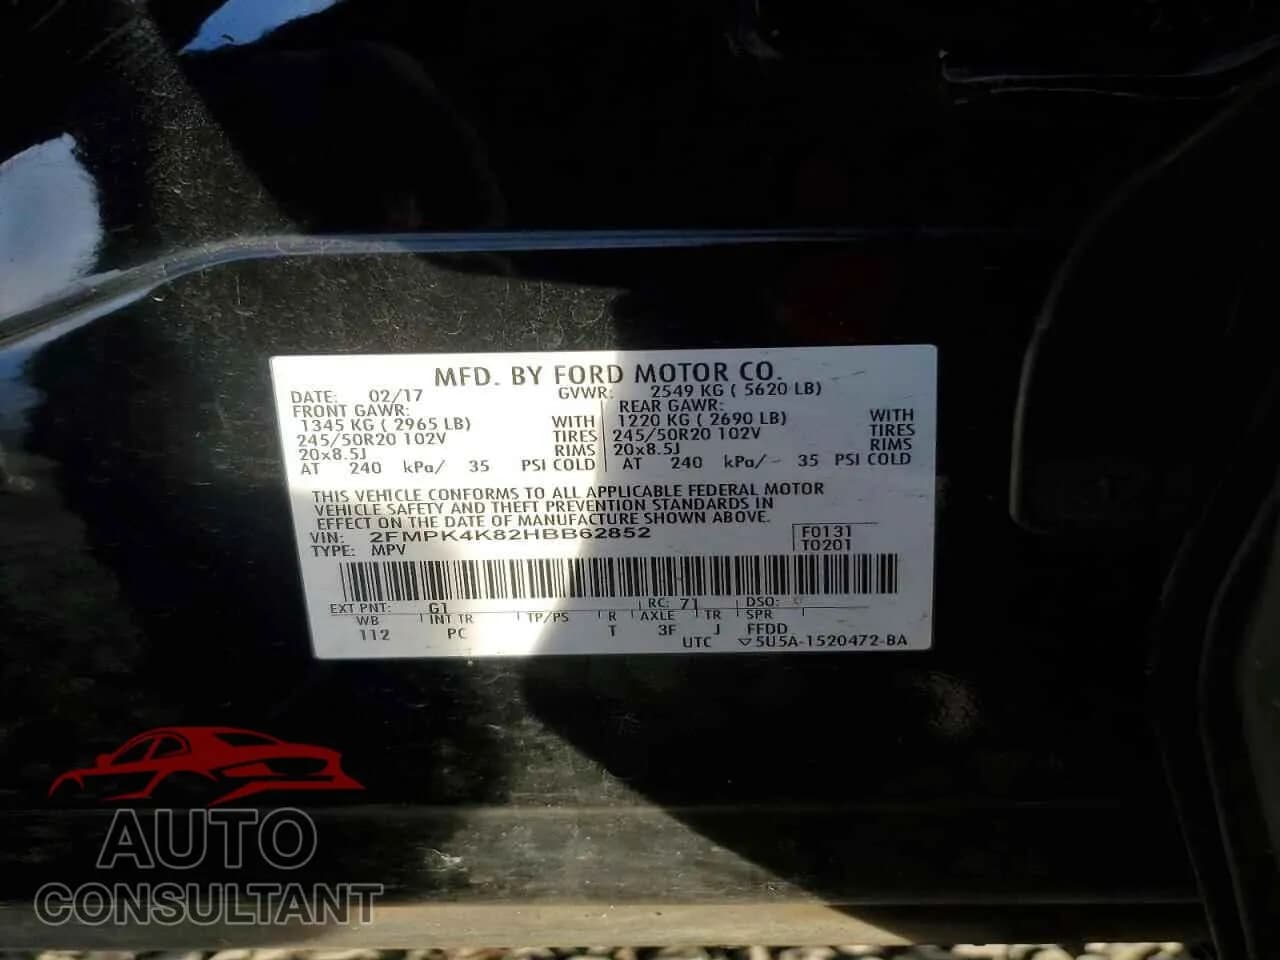 MFD. BY FORD MOTOR CO.
DATE: 02/17 GVWR: 2549 KG ( 5620 LB)
FRONT GAWR: REAR GAWR:
1345 KG ( 2965 LB) WITH 1220 KG ( 2690 LB) WITH
245/50R20 102V TIRES 245/50R20 102V TIRES
20x8.5J RIMS 20x8.5J RIMS
AT 240 kPa/ 35 PSI COLD AT 240 kPa/ 35 PSI COLD
THIS VEHICLE CONFORMS TO ALL APPLICABLE FEDERAL MOTOR
VEHICLE SAFETY AND THEFT PREVENTION STANDARDS IN
EFFECT ON THE DATE OF MANUFACTURE SHOWN ABOVE.
VIN: 2FMPK4K82HBB62852 F0131
TYPE: MPV T0201
EXT PNT: G1 RC: 71 DSO:
WB INT TR TP/PS R AXLE TR SPR
112 PC T 3F J FFDD
UTC 5U5A-1520472-BA
AUTO
CONSULTANT